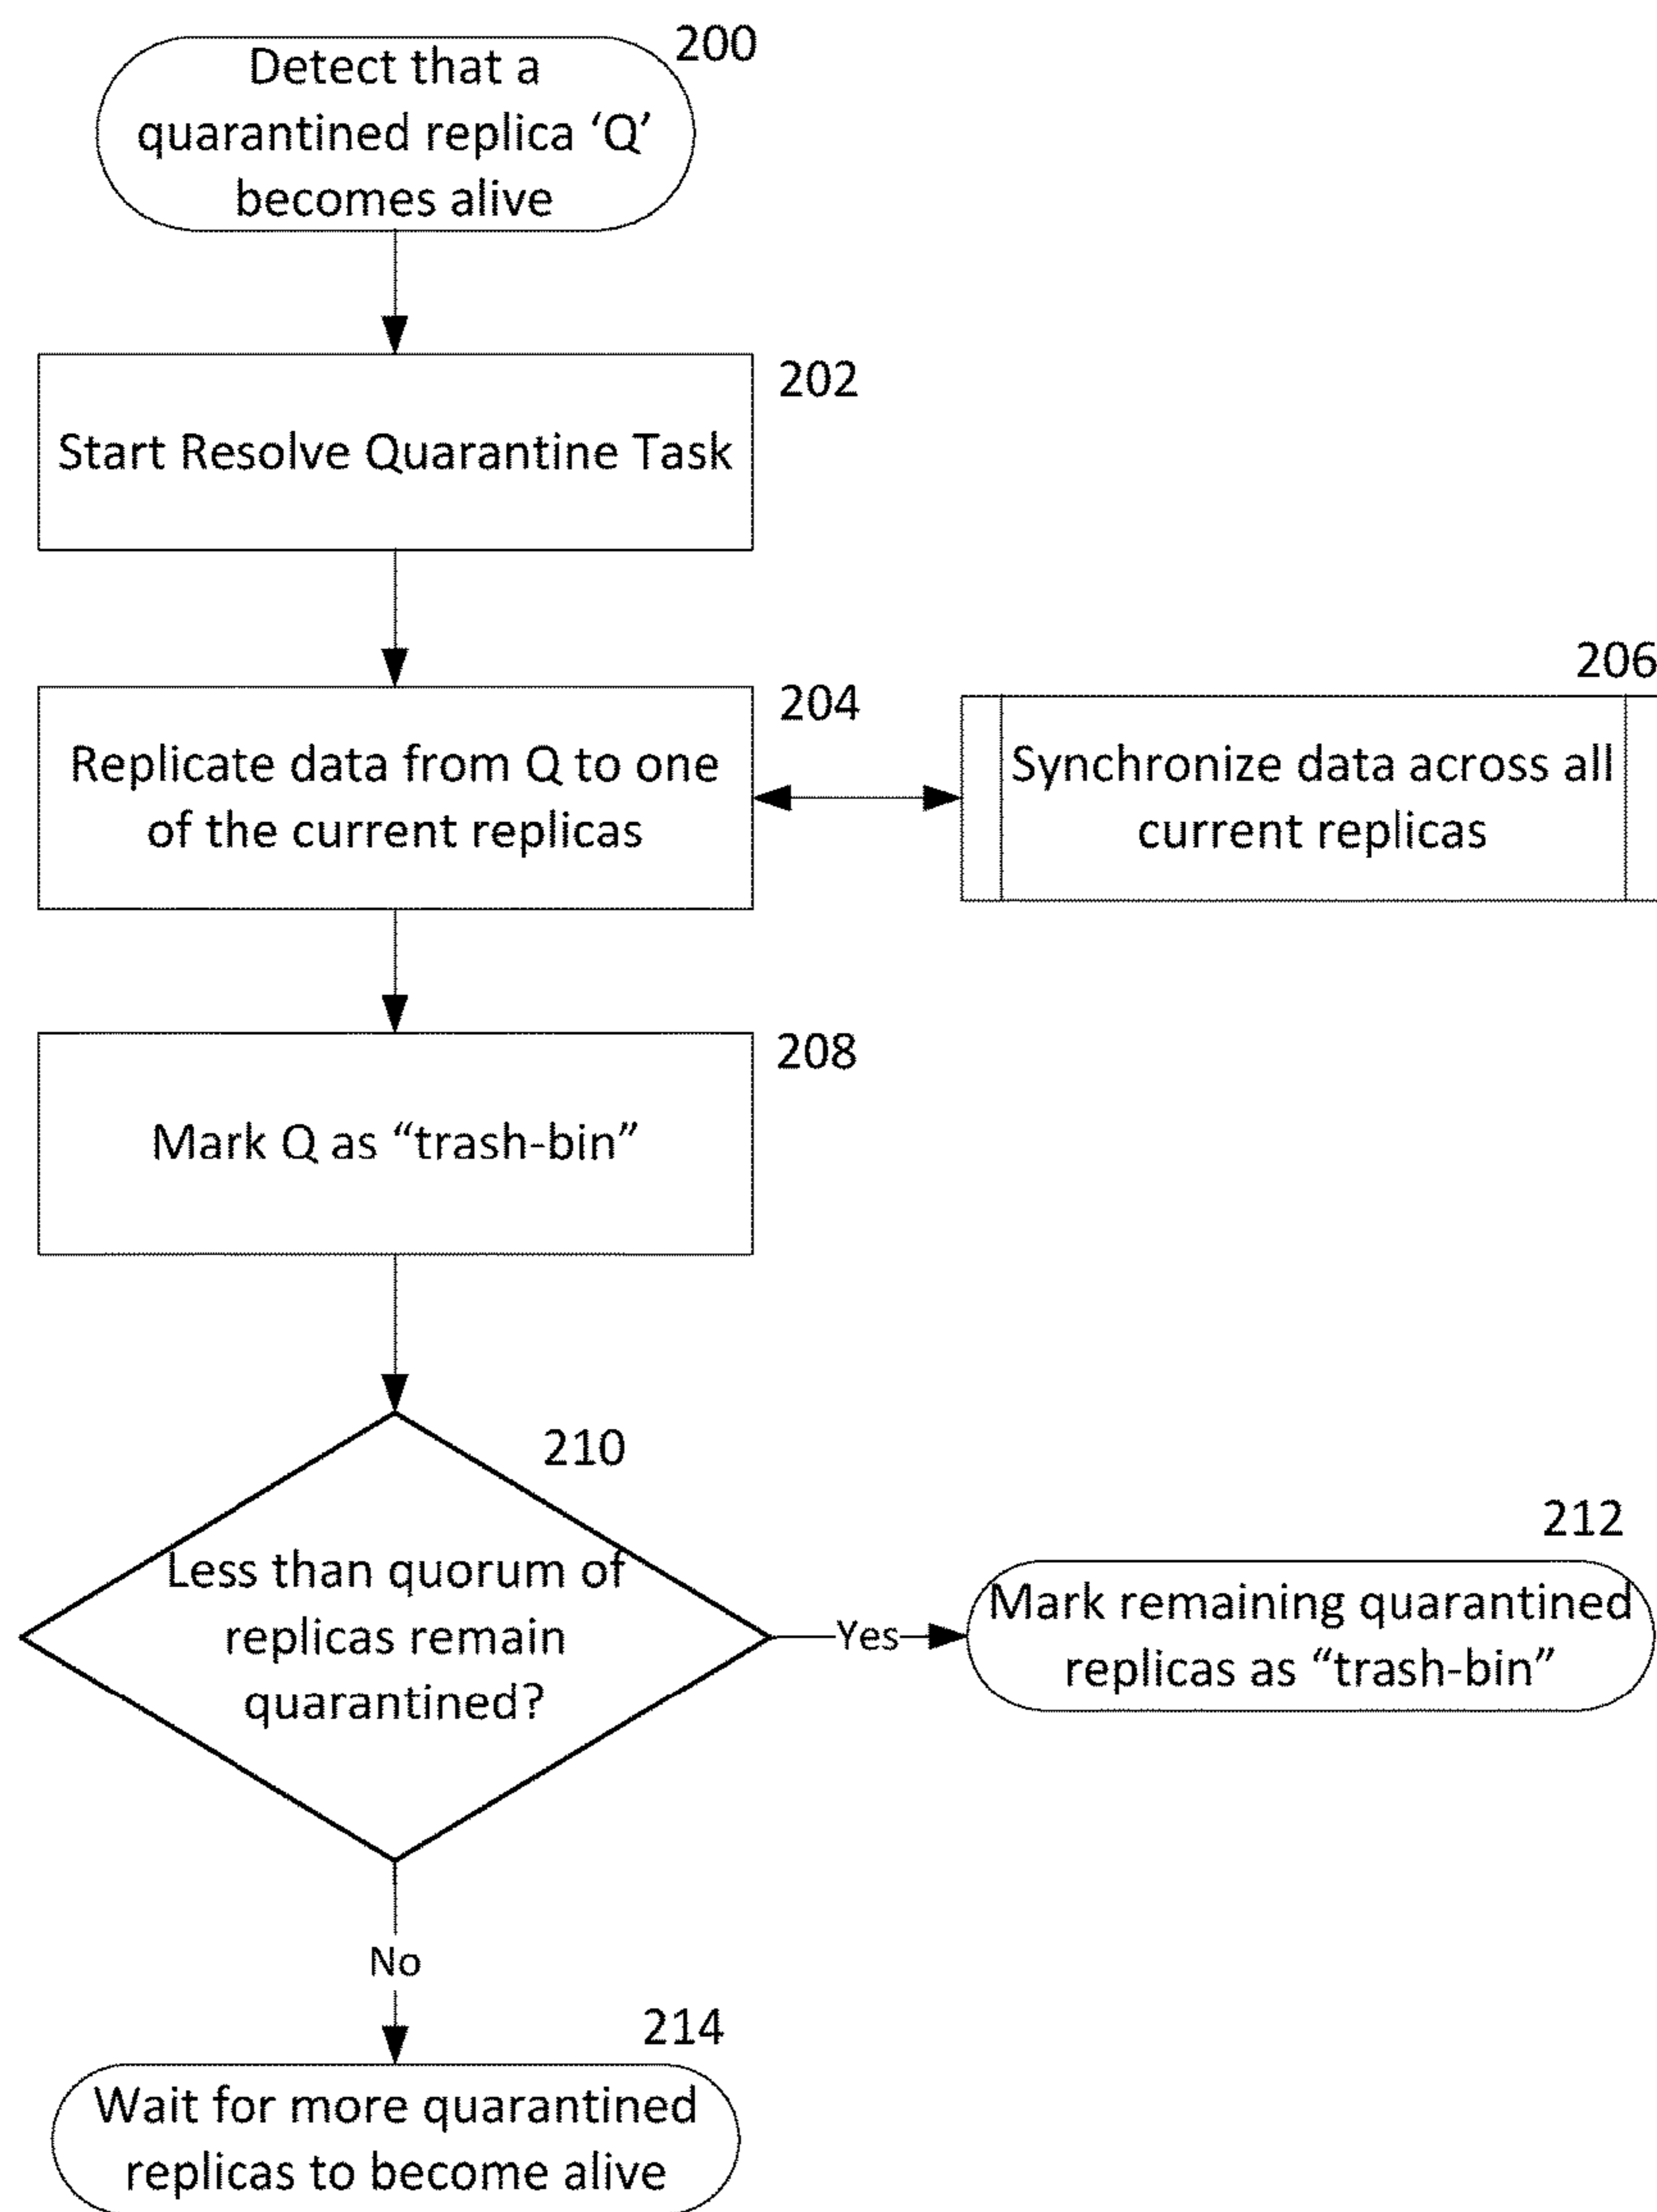 200
Detect that a
quarantined replica ‘Q’
becomes alive
202
Start Resolve Quarantine Task
204
Replicate data from Q to one
of the current replicas
206
Synchronize data across all
current replicas
208
Mark Q as “trash-bin”
210
Less than quorum of
replicas remain
quarantined?
Yes
212
Mark remaining quarantined
replicas as “trash-bin”
No
214
Wait for more quarantined
replicas to become alive